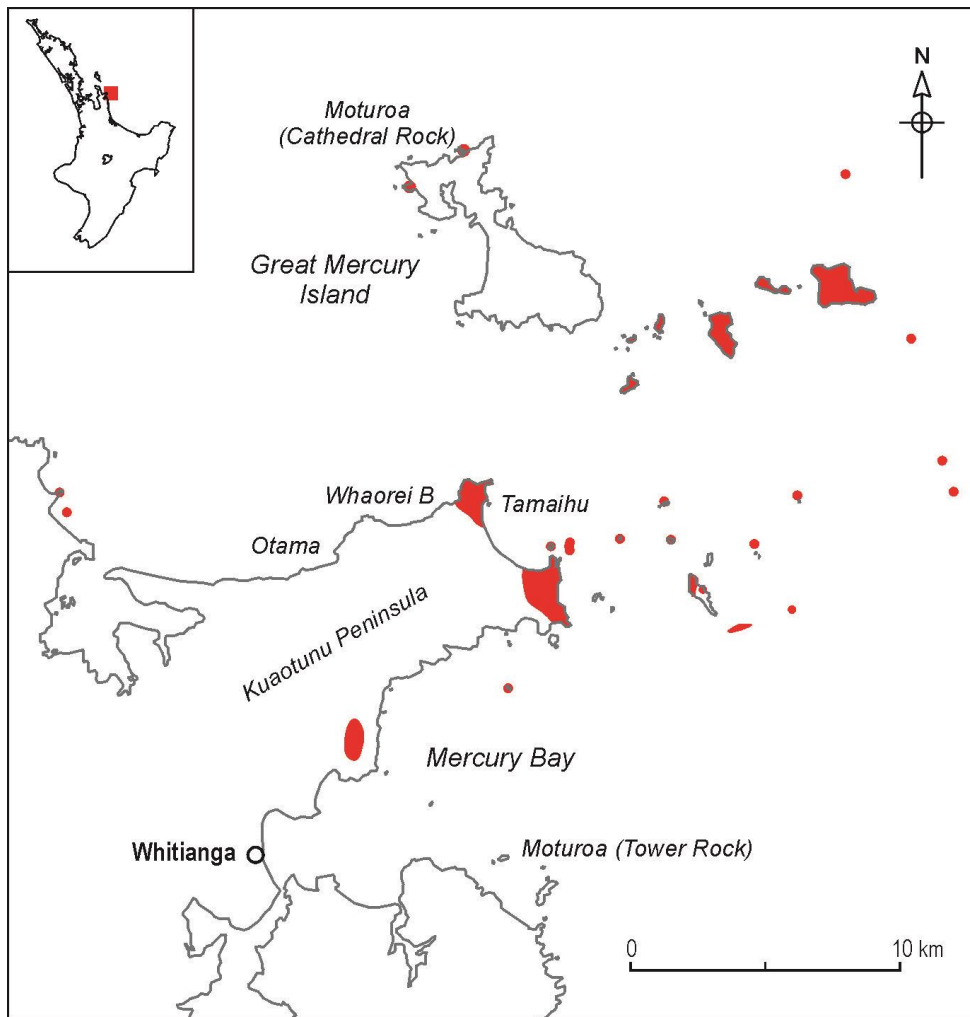 N
Moturoa
(Cathedral Rock)
Great Mercury
Island
Whaorei B
Tamaihu
Otama
Kuaotunu Peninsula
Mercury Bay
Whitianga
Moturoa (Tower Rock)
0
10 km